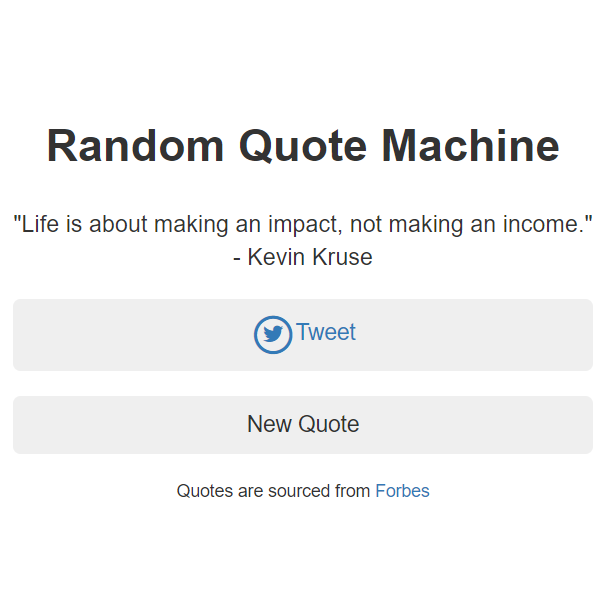 Random Quote Machine
"Life is about making an impact, not making an income."
- Kevin Kruse
Tweet
New Quote
Quotes are sourced from Forbes